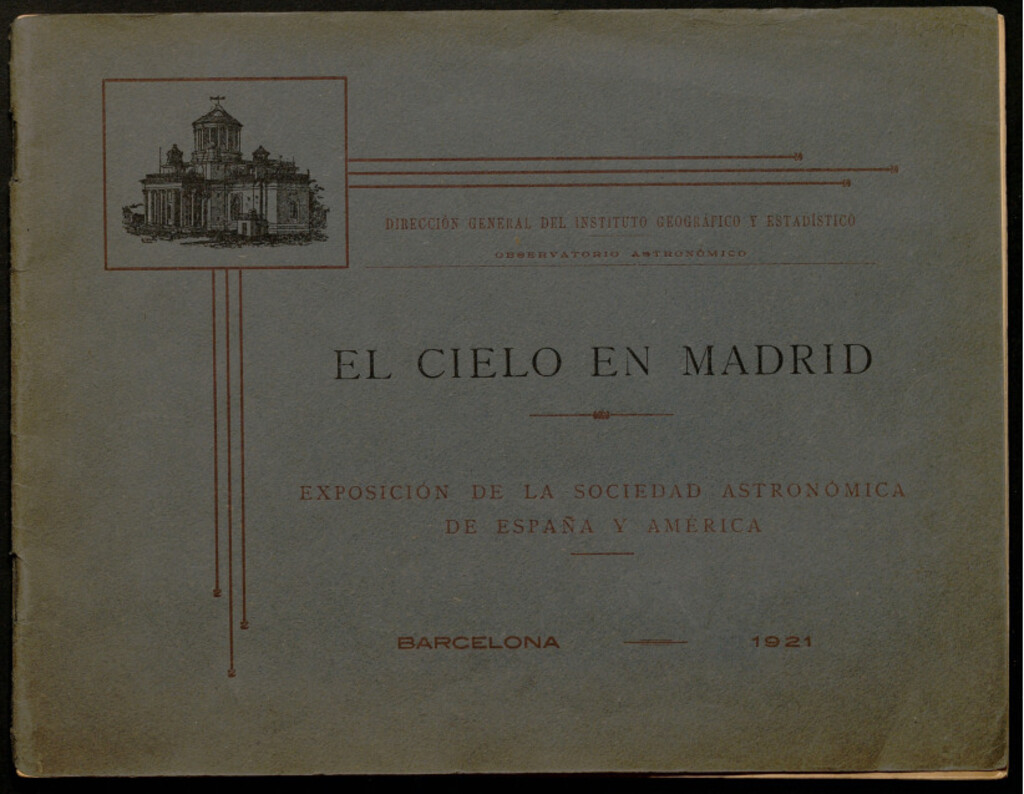 DIRECCIÓN GENERAL DEL INSTITUTO GEOGRÁFICO Y ESTADÍSTICO
OBSERVATORIO ASTRONÓMICO
EL CIELO EN MADRID
EXPOSICIÓN DE LA SOCIEDAD ASTRONÓMICA
DE ESPAÑA Y AMÉRICA
BARCELONA — 1921